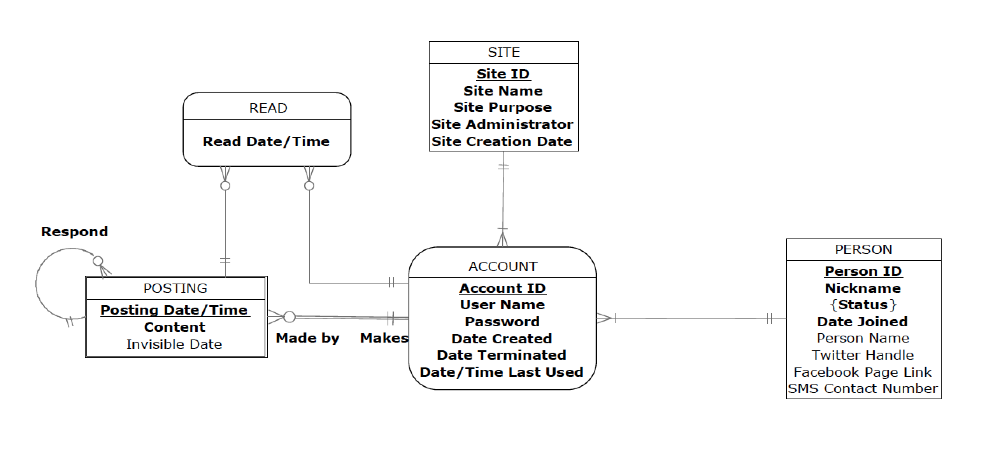 SITE
Site ID
Site Name
Site Purpose
Site Administrator
Site Creation Date
READ
Read Date/Time
Respond
POSTING
Posting Date/Time
Content
Invisible Date
Made by
Makes
ACCOUNT
Account ID
User Name
Password
Date Created
Date Terminated
Date/Time Last Used
PERSON
Person ID
Nickname
{Status}
Date Joined
Person Name
Twitter Handle
Facebook Page Link
SMS Contact Number